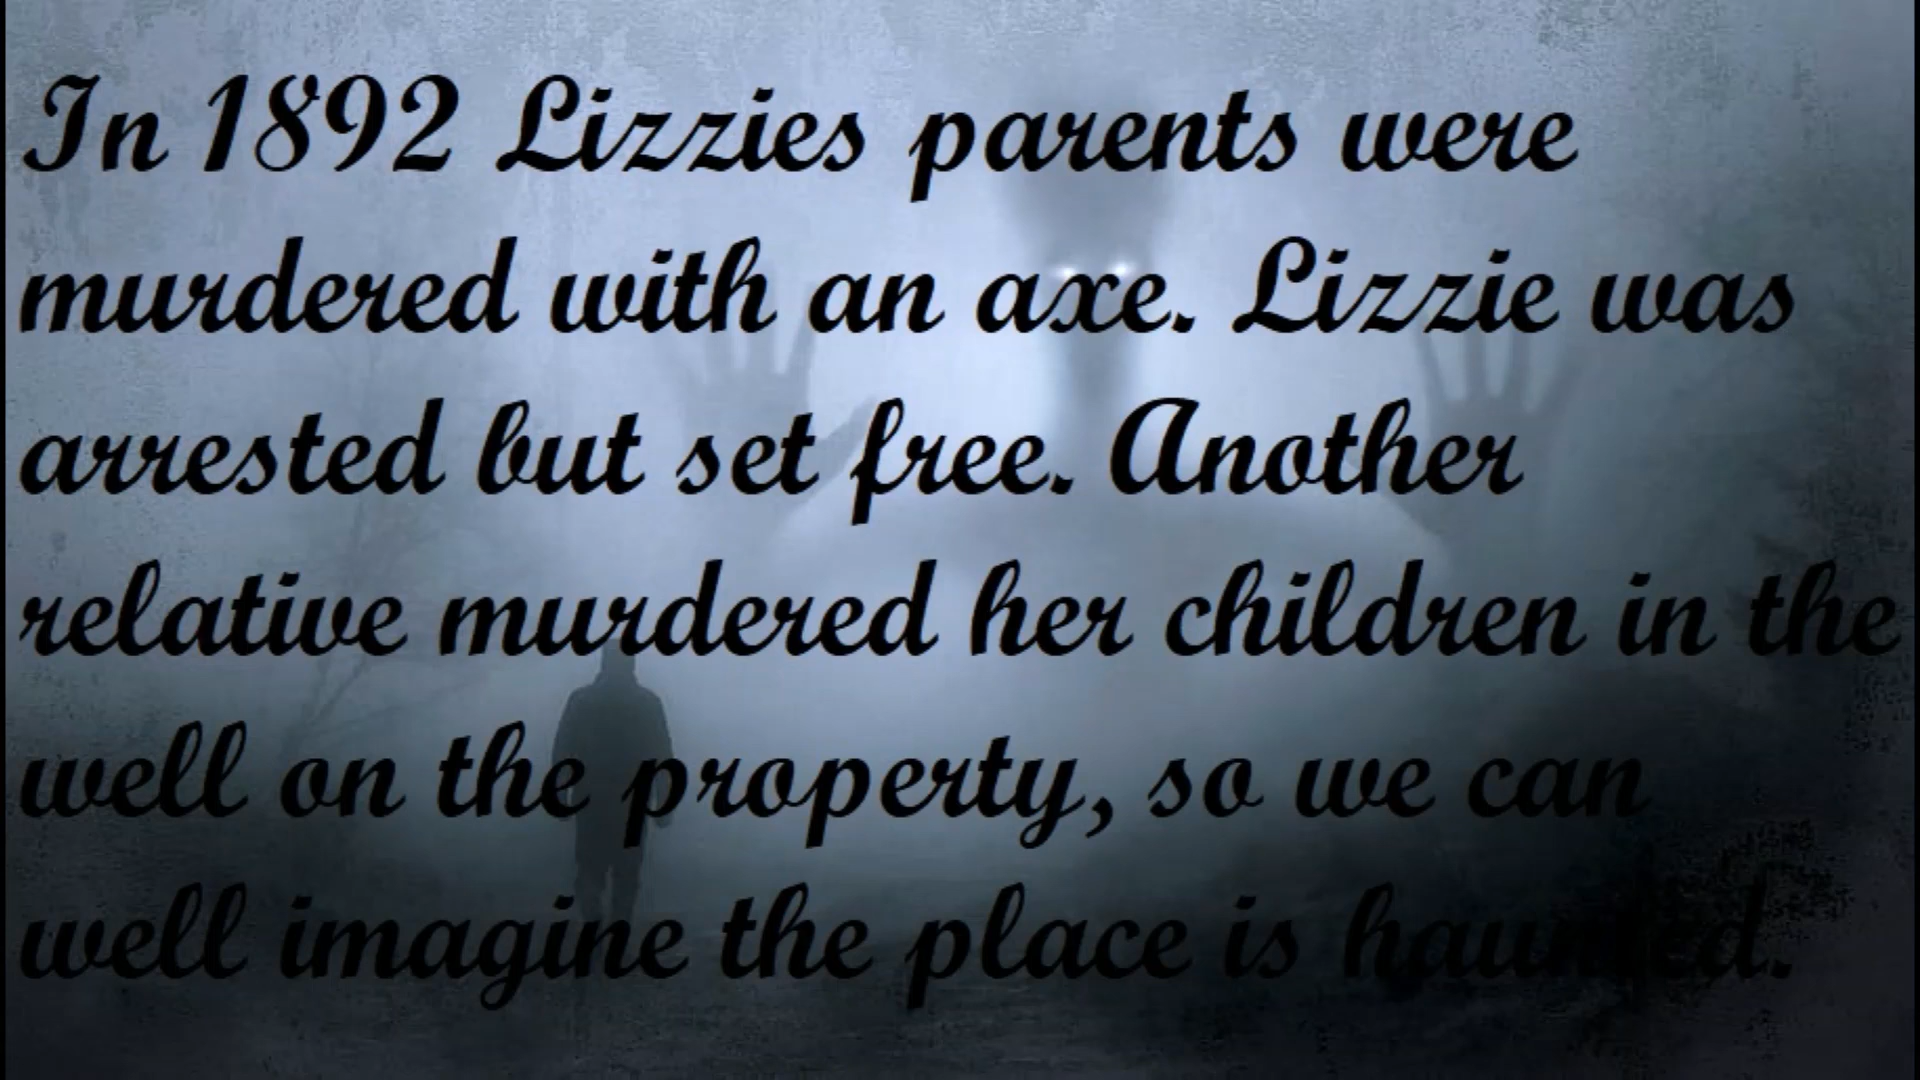 In 1892 Lizzies parents were
murdered with an axe. Lizzie was
arrested but set free. Another
relative murdered her children in the
well on the property, so we can
well imagine the place is haunted.